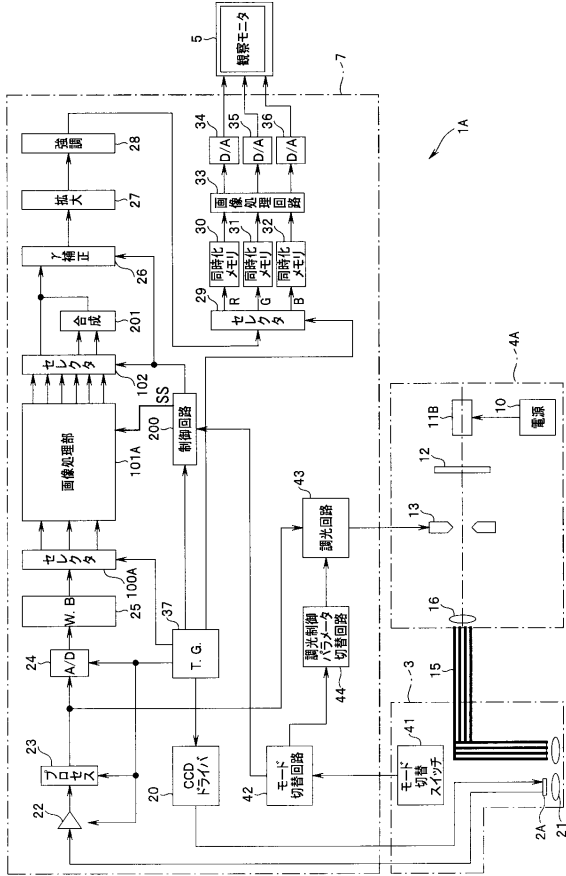 5
観察モニタ
7
34
35
36
D/A
D/A
D/A
1A
強調
28
33
画像処理回路
拡大
27
30
31
32
同時化
メモリ
同時化
メモリ
同時化
メモリ
γ補正
26
29
R
G
B
セレクタ
合成
201
セレクタ
102
SS
画像処理部
101A
制御回路
200
4A
11B
10
電源
12
43
調光回路
13
セレクタ
100A
W.B
25
16
37
T.G.
調光制御
パラメータ
切替回路
44
24
A/D
15
3
23
プロセス
CCD
ドライバ
20
モード
切替回路
42
41
モード
切替
スイッチ
22
2A
21